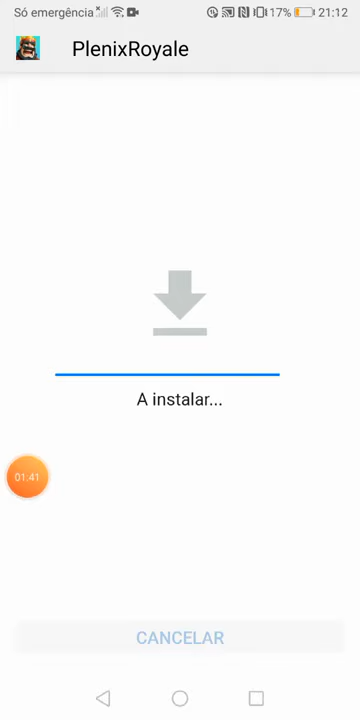 Só emergência 17% 21:12
PlenixRoyale
A instalar...
01:41
CANCELAR